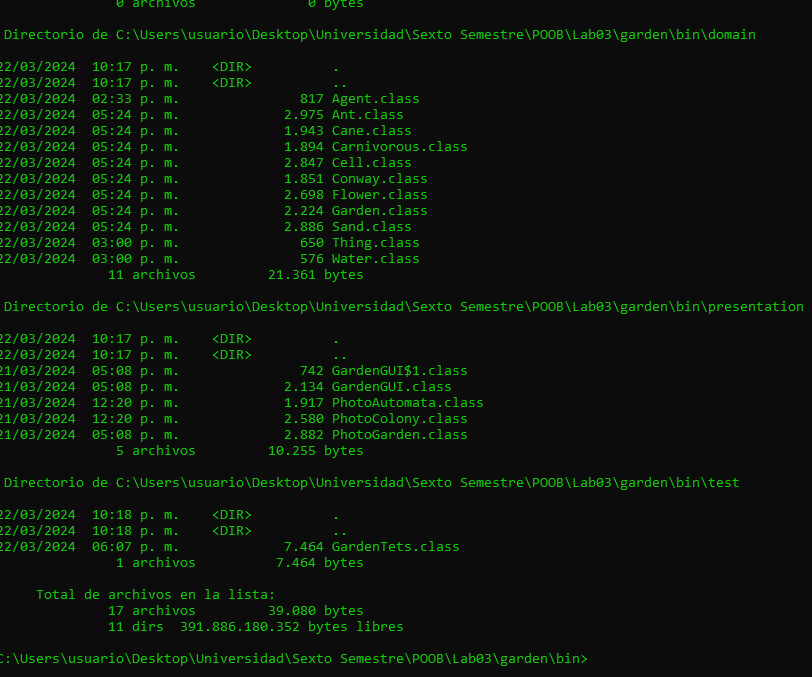 0 archivos 0 bytes
Directorio de C:\Users\usuario\Desktop\Universidad\Sexto Semestre\POOB\Lab03\garden\bin\domain
22/03/2024 10:17 p. m. <DIR> .
22/03/2024 10:17 p. m. <DIR> ..
22/03/2024 02:33 p. m. 817 Agent.class
22/03/2024 05:24 p. m. 2.975 Ant.class
22/03/2024 05:24 p. m. 1.943 Cane.class
22/03/2024 05:24 p. m. 1.894 Carnivorous.class
22/03/2024 05:24 p. m. 2.847 Cell.class
22/03/2024 05:24 p. m. 1.851 Conway.class
22/03/2024 05:24 p. m. 2.698 Flower.class
22/03/2024 05:24 p. m. 2.224 Garden.class
22/03/2024 05:24 p. m. 2.886 Sand.class
22/03/2024 03:00 p. m. 650 Thing.class
22/03/2024 03:00 p. m. 576 Water.class
11 archivos 21.361 bytes
Directorio de C:\Users\usuario\Desktop\Universidad\Sexto Semestre\POOB\Lab03\garden\bin\presentation
22/03/2024 10:17 p. m. <DIR> .
22/03/2024 10:17 p. m. <DIR> ..
21/03/2024 05:08 p. m. 742 GardenGUI$1.class
21/03/2024 05:08 p. m. 2.134 GardenGUI.class
21/03/2024 12:20 p. m. 1.917 PhotoAutomata.class
21/03/2024 12:20 p. m. 2.580 PhotoColony.class
21/03/2024 05:08 p. m. 2.882 PhotoGarden.class
5 archivos 10.255 bytes
Directorio de C:\Users\usuario\Desktop\Universidad\Sexto Semestre\POOB\Lab03\garden\bin\test
22/03/2024 10:18 p. m. <DIR> .
22/03/2024 10:18 p. m. <DIR> ..
22/03/2024 06:07 p. m. 7.464 GardenTets.class
1 archivos 7.464 bytes
Total de archivos en la lista:
17 archivos 39.080 bytes
11 dirs 391.886.180.352 bytes libres
C:\Users\usuario\Desktop\Universidad\Sexto Semestre\POOB\Lab03\garden\bin>